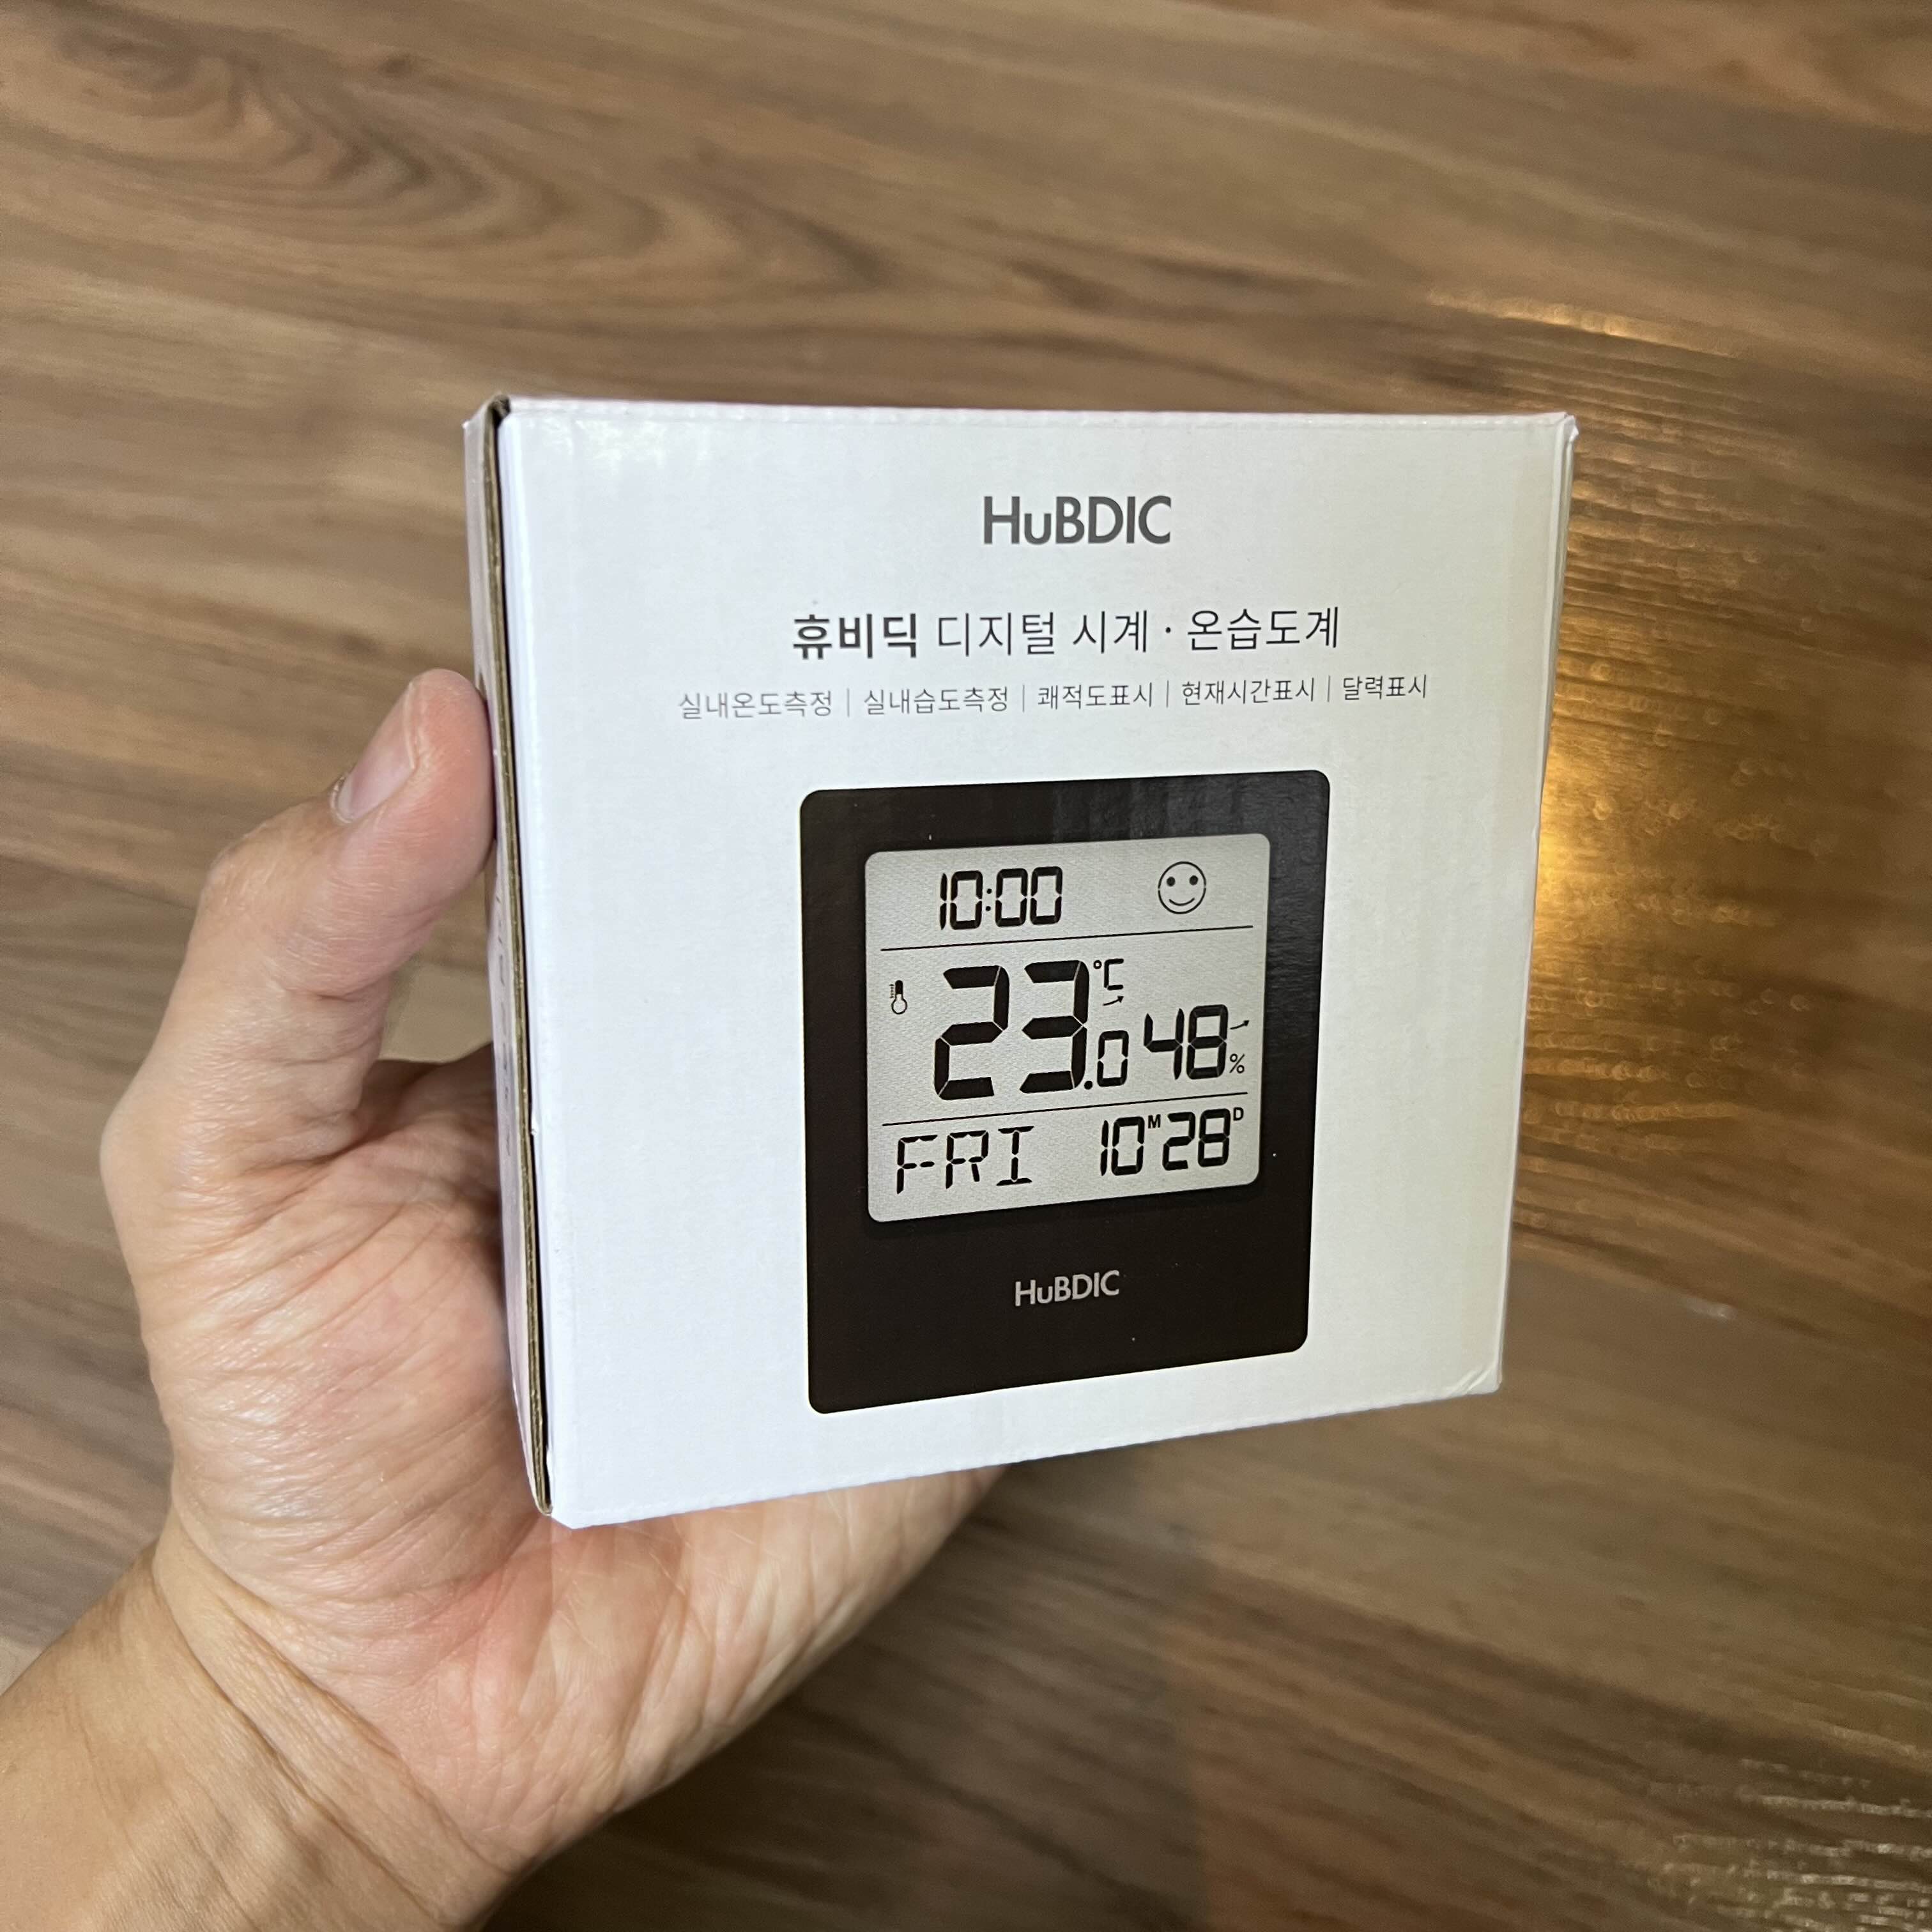 HuBDIC
휴비딕 디지털 시계 · 온습도계
실내온도측정 | 실내습도측정 | 쾌적도표시 | 현재시간표시 | 달력표시
10:00
23.0 °C 48 %
FRI 10 M 28 D
HuBDIC